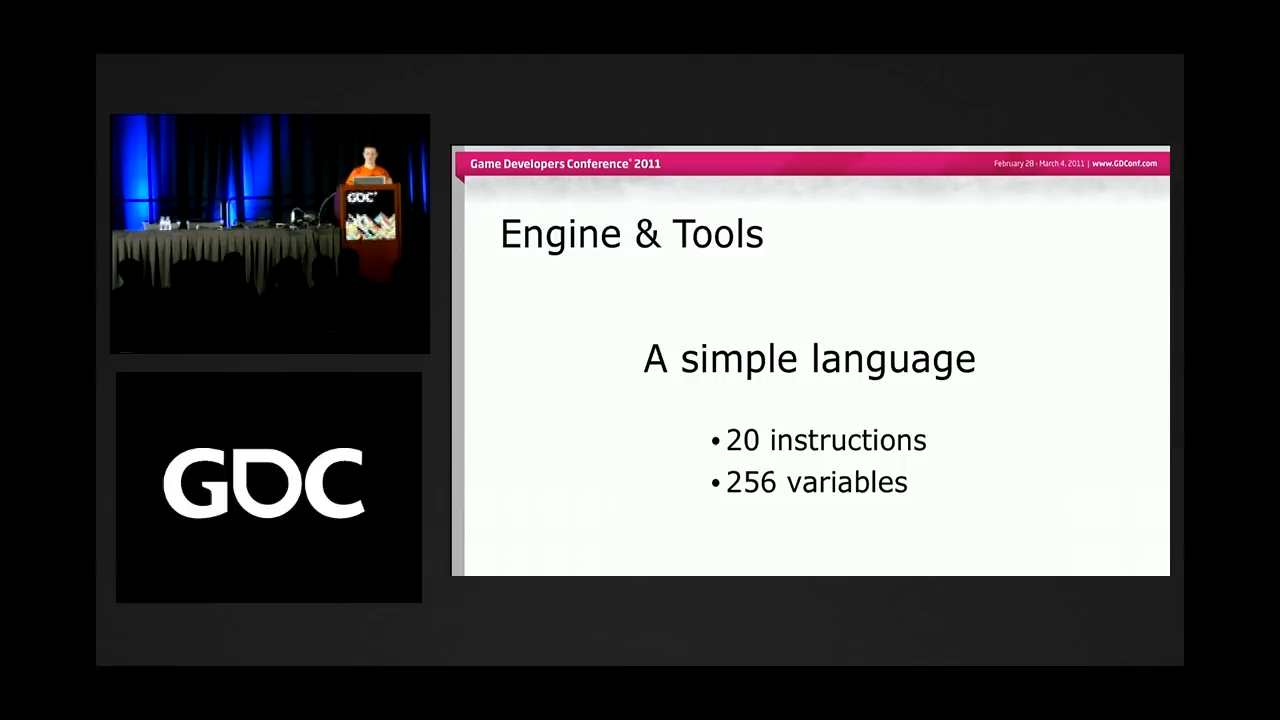 GDC
Game Developers Conference® 2011
February 28 - March 4, 2011 | www.GDConf.com
Engine & Tools
A simple language
• 20 instructions
• 256 variables
GDC